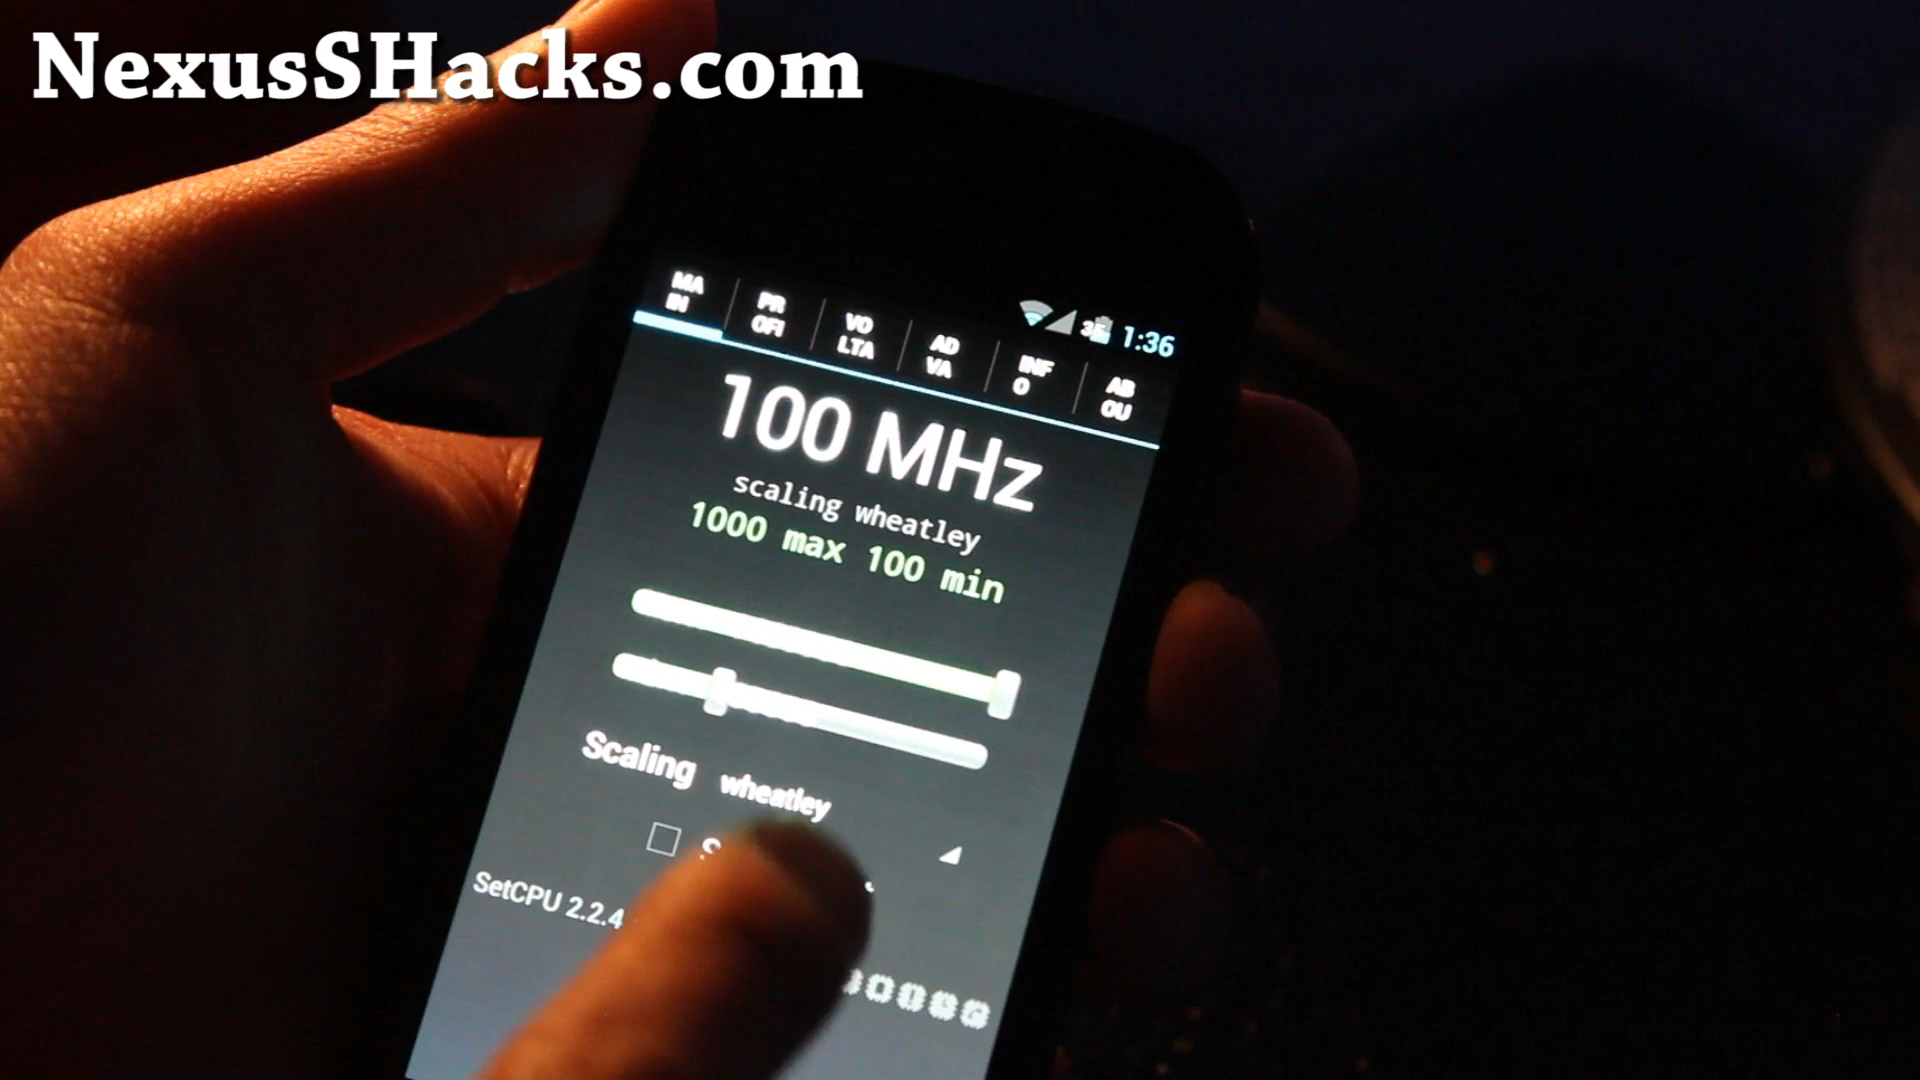 NexusSHacks.com
1:36
MA
IN
PR
OFI
VO
LTA
AD
VA
INF
O
AB
OU
100 MHz
scaling wheatley
1000 max 100 min
Scaling wheatley
SetCPU 2.2.4